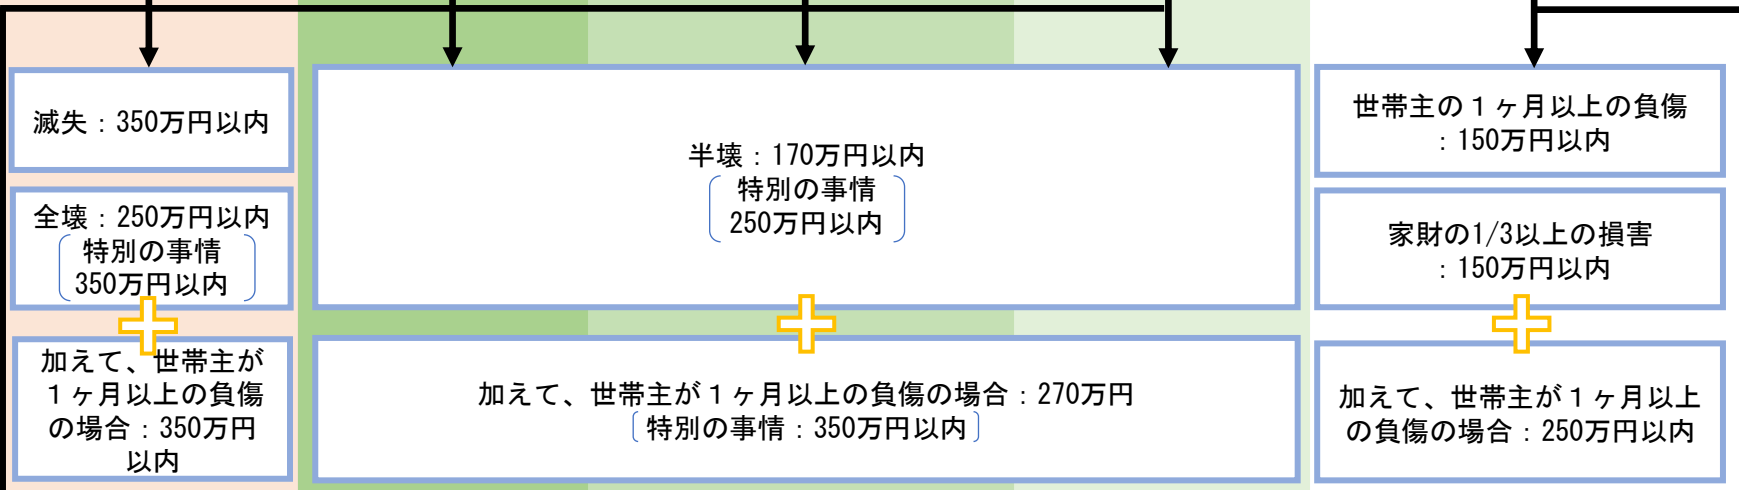 滅失：350万円以内
全壊：250万円以内
特別の事情
350万円以内
加えて、世帯主が
１ヶ月以上の負傷
の場合：350万円
以内
半壊：170万円以内
特別の事情
250万円以内
加えて、世帯主が１ヶ月以上の負傷の場合：270万円
特別の事情：350万円以内
世帯主の１ヶ月以上の負傷
：150万円以内
家財の1/3以上の損害
：150万円以内
加えて、世帯主が１ヶ月以上
の負傷の場合：250万円以内